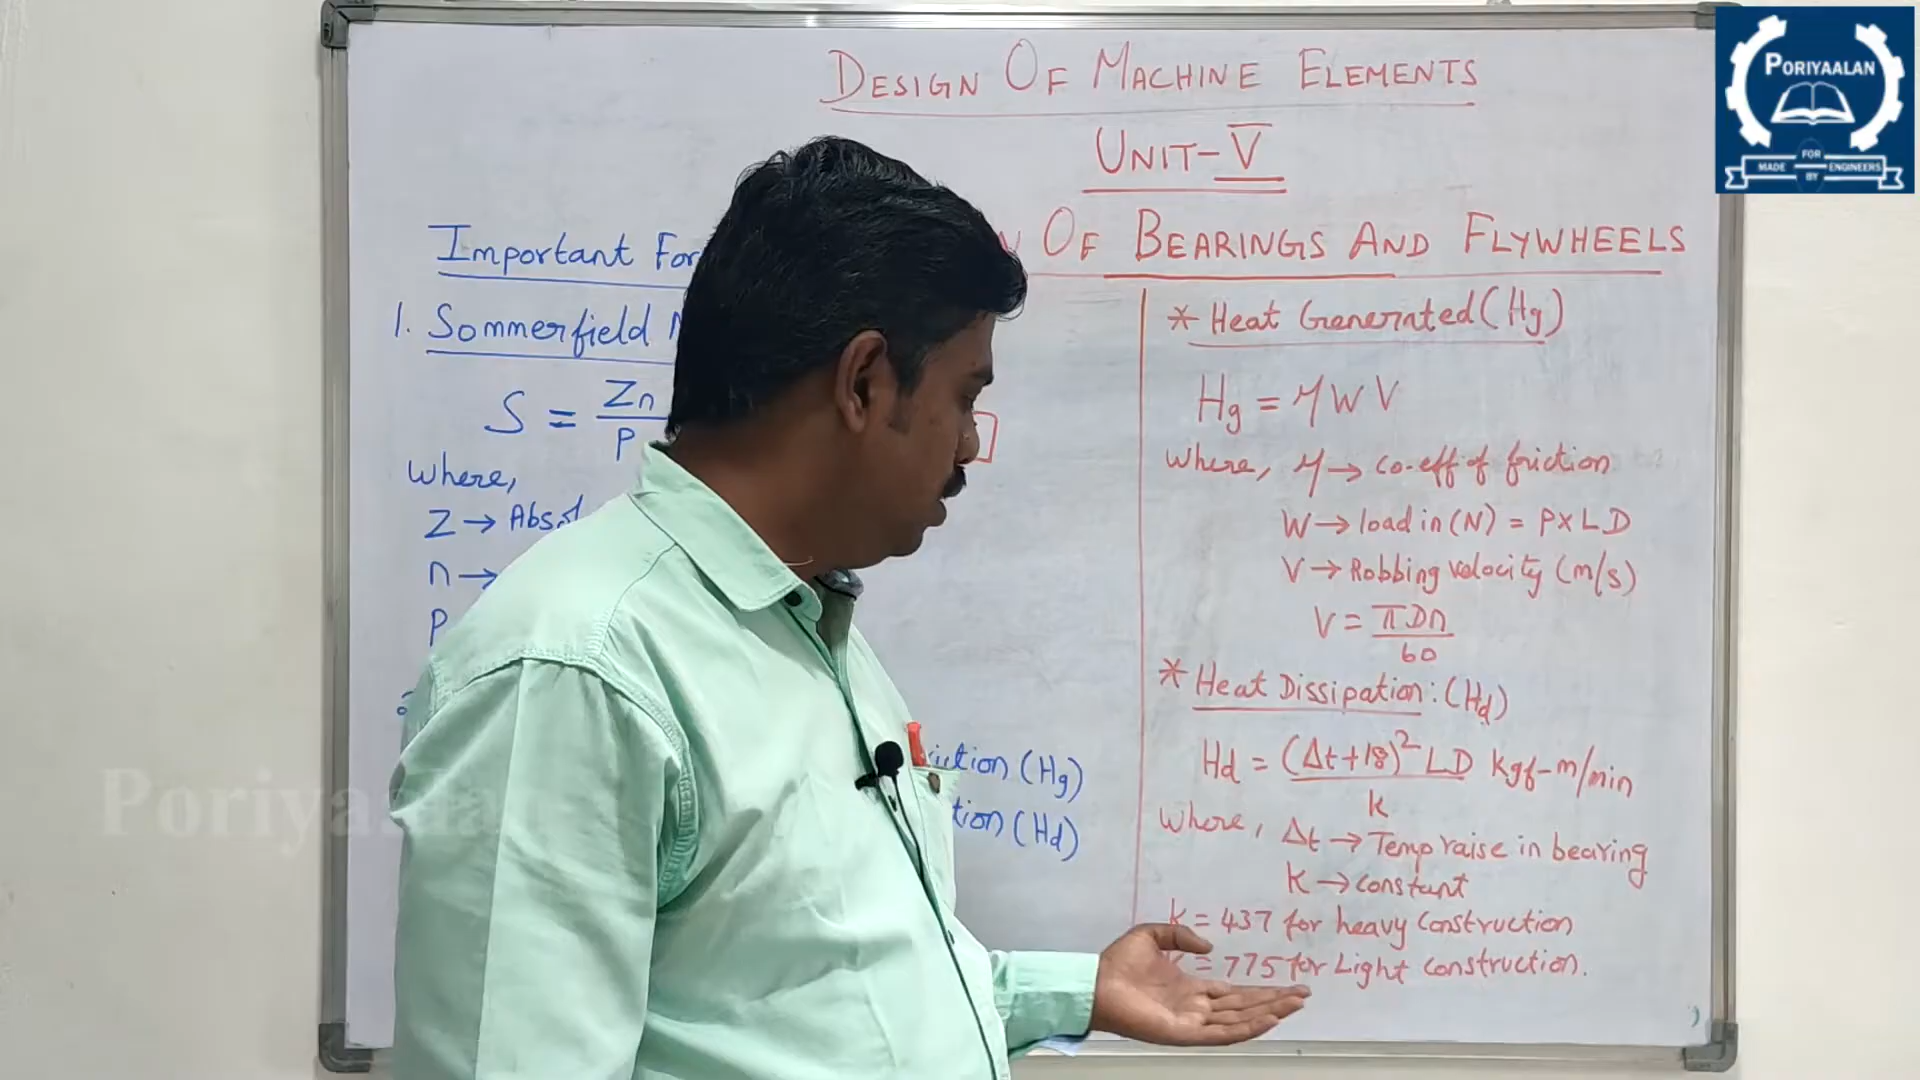 DESIGN OF MACHINE ELEMENTS
UNIT-V
OF BEARINGS AND FLYWHEELS
Important For
1. Sommerfield
S = Zn
P
where,
Z → Absol
n →
P
iction (Hg)
tion (Hd)
* Heat Generated (Hg)
Hg = μ W V
where, μ → co-eff of friction
W → load in (N) = P x LD
V → Robbing velocity (m/s)
V = πDn
60
* Heat Dissipation: (Hd)
Hd = (Δt+18)² LD kgf-m/min
K
where, Δt → Temp raise in bearing
K → constant
K = 437 for heavy construction
K = 775 for Light construction.
PORIYAALAN
MADE FOR BY ENGINEERS
Poriyaalan